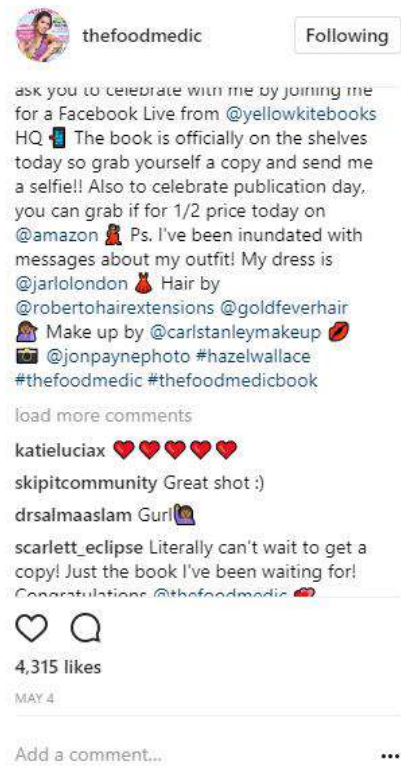 thefoodmedic
Following
ask you to celebrate with me by joining me
for a Facebook Live from @yellowkitebooks
HQ 📲 The book is officially on the shelves
today so grab yourself a copy and send me
a selfie!! Also to celebrate publication day,
you can grab if for 1/2 price today on
@amazon 💃 Ps. I've been inundated with
messages about my outfit! My dress is
@jarlolondon 👗 Hair by
@robertohairextensions @goldfeverhair
💁🏾 Make up by @carlstanleymakeup 💋
📷 @jonpaynephoto #hazelwallace
#thefoodmedic #thefoodmedicbook
load more comments
katieluciax ❤❤❤❤❤
skipitcommunity Great shot :)
drsalmaaslam Gurl🙋🏾
scarlett_eclipse Literally can't wait to get a
copy! Just the book I've been waiting for!
Congratulations @thefoodmedic 💕
4,315 likes
MAY 4
Add a comment...